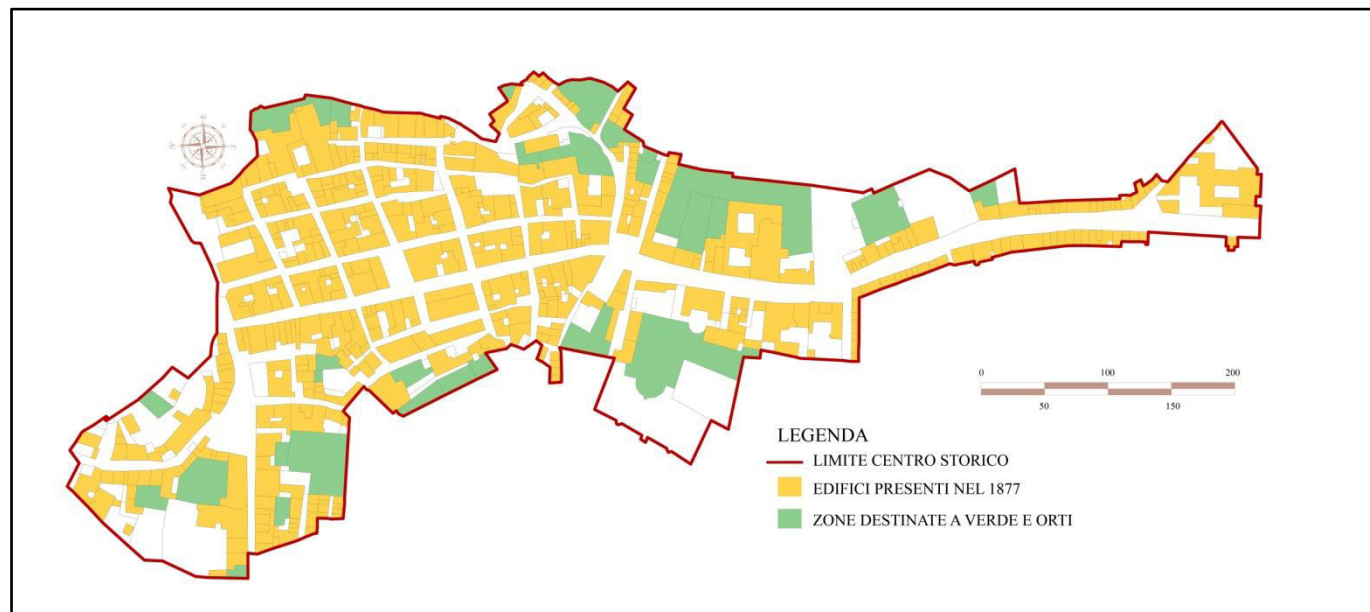 0 100 200
50 150
LEGENDA
LIMITE CENTRO STORICO
EDIFICI PRESENTI NEL 1877
ZONE DESTINATE A VERDE E ORTI